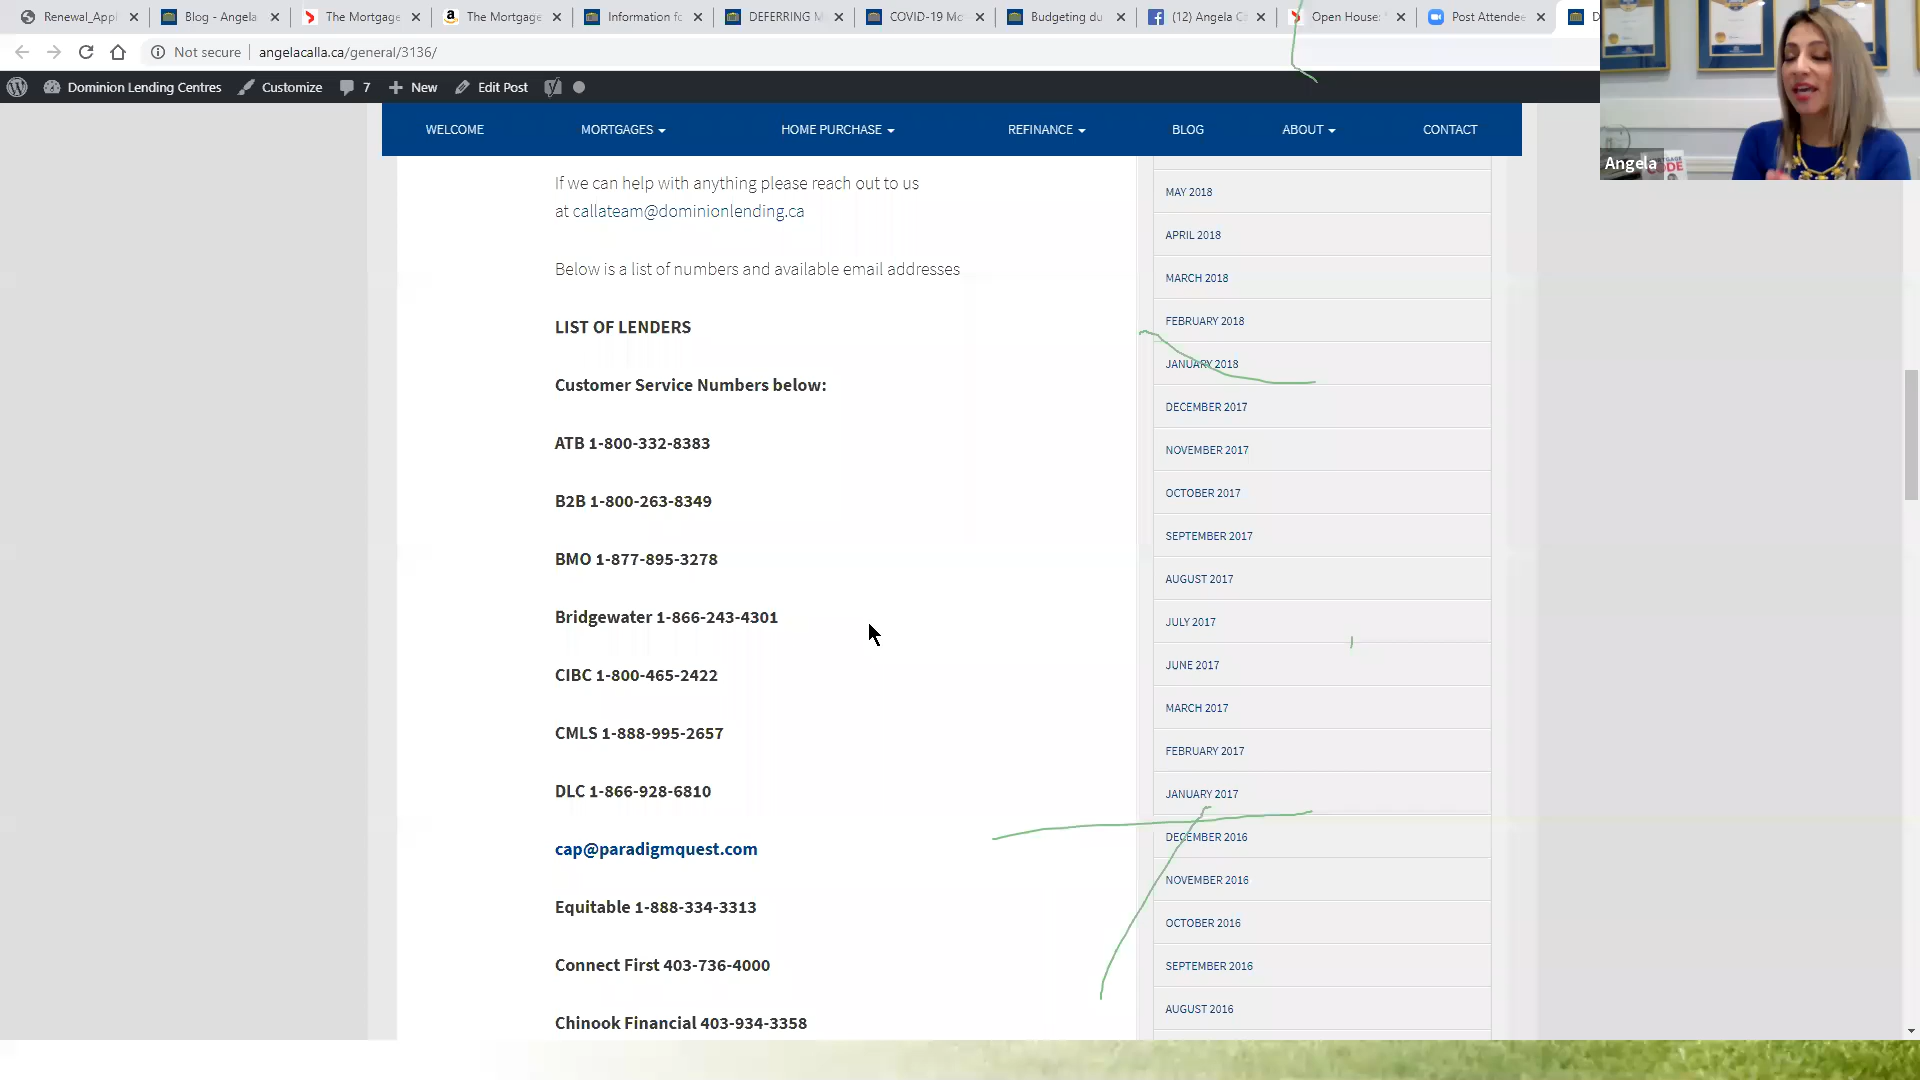 Renewal_Appl
Blog - Angela
The Mortgage
The Mortgage
Information fo
DEFERRING M
COVID-19 Mo
Budgeting du
(12) Angela C
Open House:
Post Attendee
D
Not secure
angelacalla.ca/general/3136/
Dominion Lending Centres
Customize
7
New
Edit Post
Angela
CODE
WELCOME
MORTGAGES
HOME PURCHASE
REFINANCE
BLOG
ABOUT
CONTACT
If we can help with anything please reach out to us
at callateam@dominionlending.ca
Below is a list of numbers and available email addresses
LIST OF LENDERS
Customer Service Numbers below:
ATB 1-800-332-8383
B2B 1-800-263-8349
BMO 1-877-895-3278
Bridgewater 1-866-243-4301
CIBC 1-800-465-2422
CMLS 1-888-995-2657
DLC 1-866-928-6810
cap@paradigmquest.com
Equitable 1-888-334-3313
Connect First 403-736-4000
Chinook Financial 403-934-3358
MAY 2018
APRIL 2018
MARCH 2018
FEBRUARY 2018
JANUARY 2018
DECEMBER 2017
NOVEMBER 2017
OCTOBER 2017
SEPTEMBER 2017
AUGUST 2017
JULY 2017
JUNE 2017
MARCH 2017
FEBRUARY 2017
JANUARY 2017
DECEMBER 2016
NOVEMBER 2016
OCTOBER 2016
SEPTEMBER 2016
AUGUST 2016